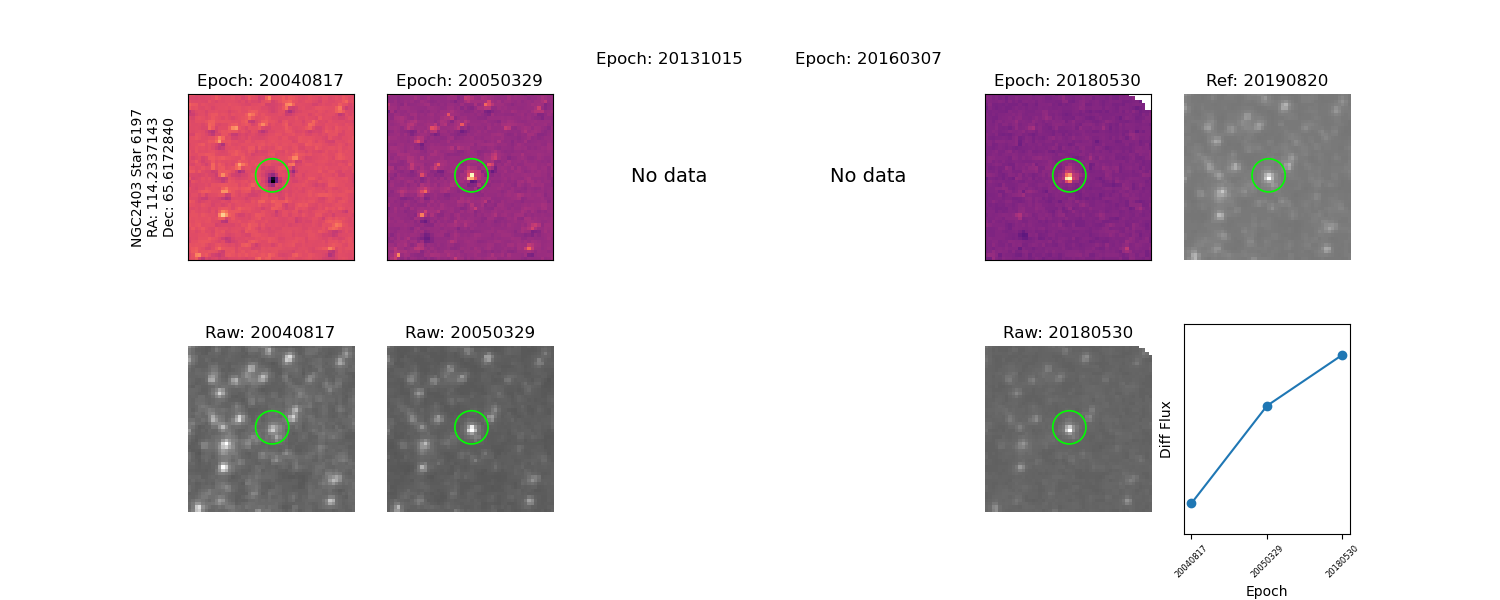 Epoch: 20040817
Epoch: 20050329
Epoch: 20131015
Epoch: 20160307
Epoch: 20180530
Ref: 20190820
NGC2403 Star 6197
RA: 114.2337143
Dec: 65.6172840
No data
No data
Raw: 20040817
Raw: 20050329
Raw: 20180530
Diff Flux
20040817
20050329
20180530
Epoch